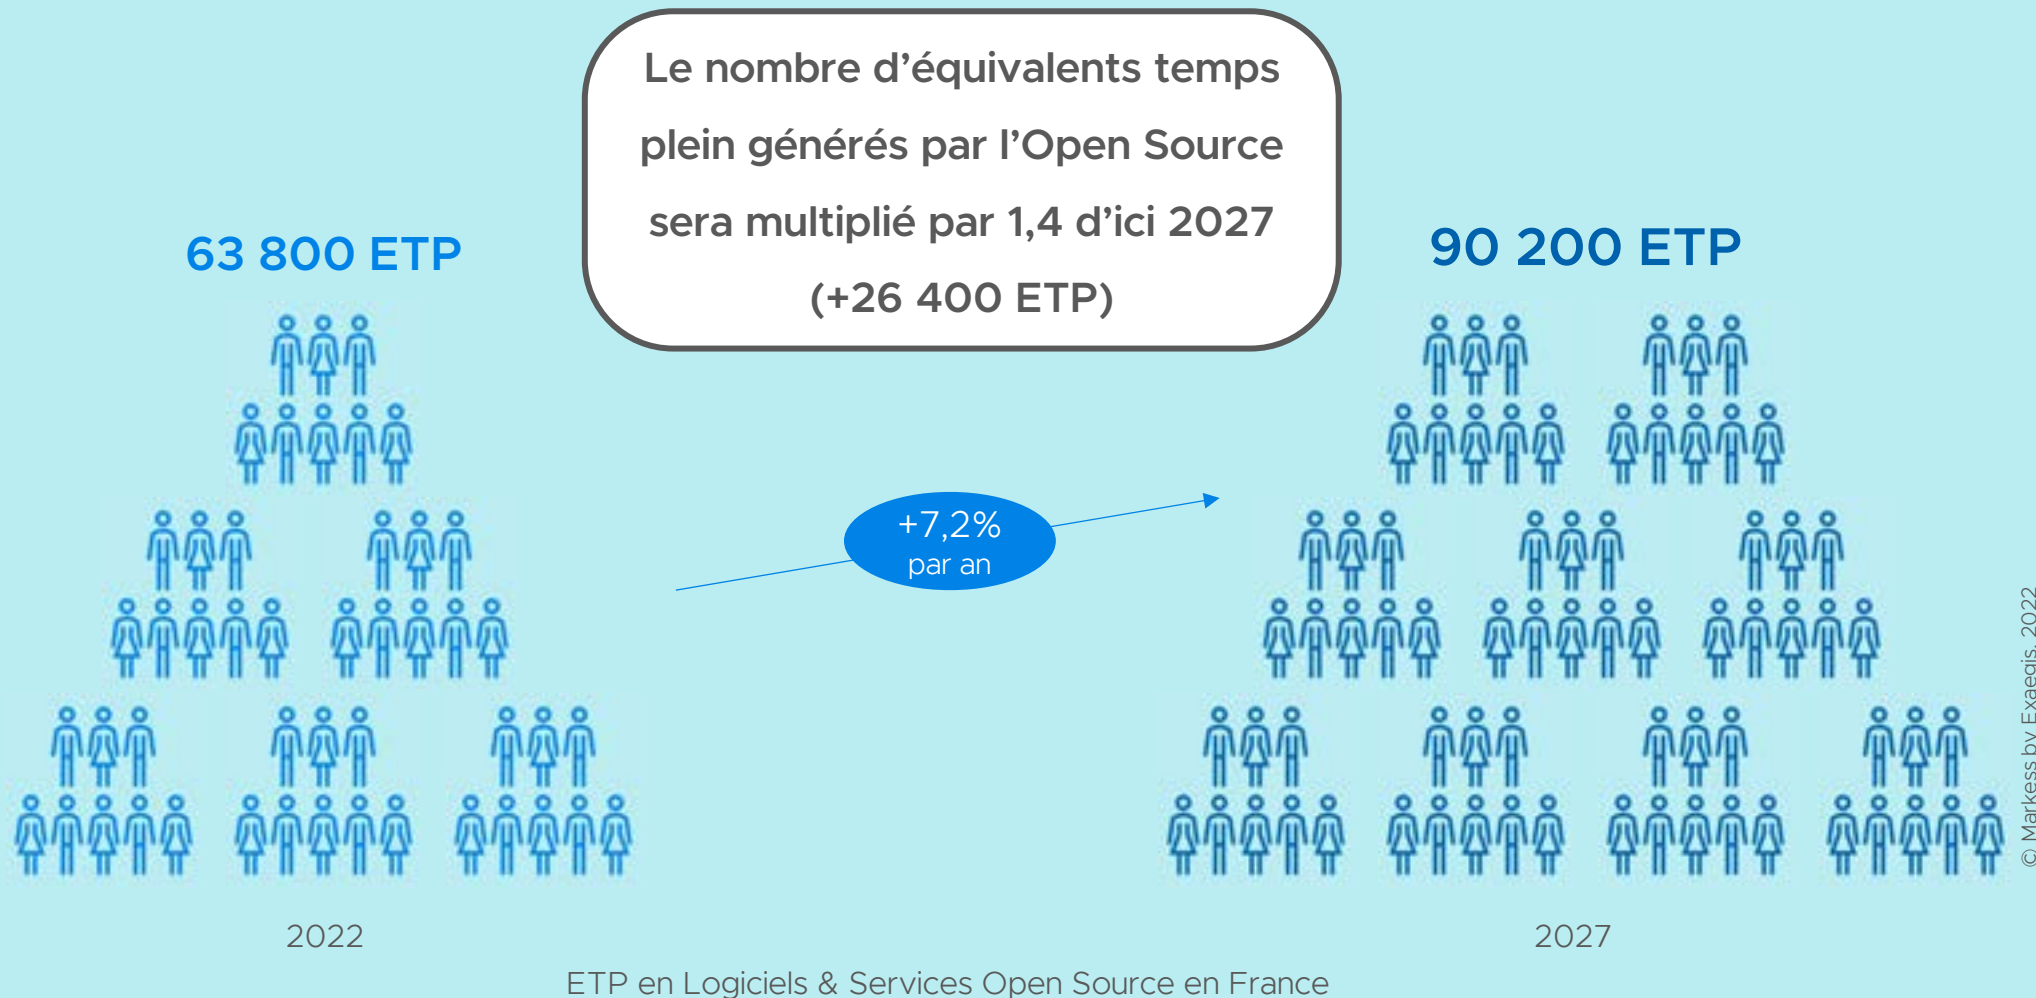 Le nombre d’équivalents temps
plein générés par l’Open Source
sera multiplié par 1,4 d’ici 2027
(+26 400 ETP)
63 800 ETP
90 200 ETP
+7,2%
par an
© Markess by Exaegis, 2022
2022
2027
ETP en Logiciels & Services Open Source en France